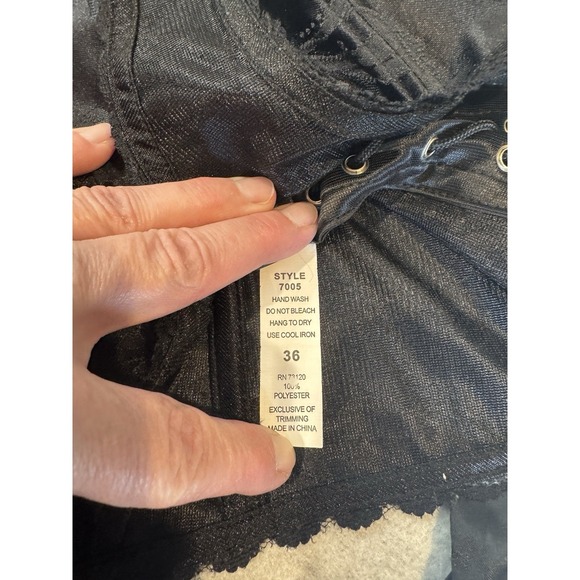 STYLE
7005
HAND WASH
DO NOT BLEACH
HANG TO DRY
USE COOL IRON
36
RN
100%
POLYESTER
EXCLUSIVE OF
TRIMMING
MADE IN CHINA